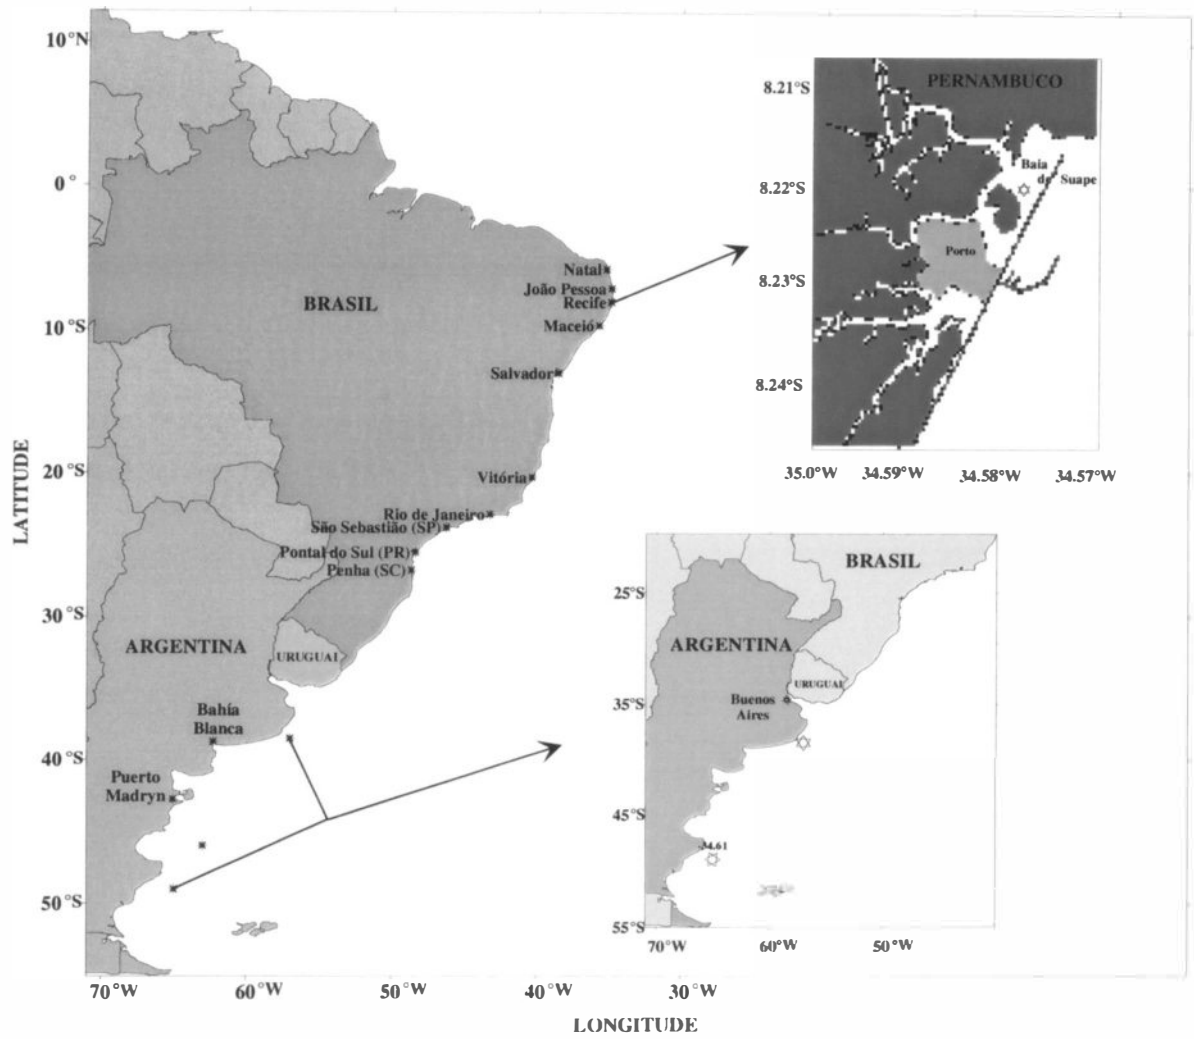 10°N
0°
10°S
20°S
30°S
40°S
50°S
LATITUDE
BRASIL
Natal
João Pessoa
Recife
Maceió
Salvador
Vitória
Rio de Janeiro
São Sebastião (SP)
Pontal do Sul (PR)
Penha (SC)
ARGENTINA
URUGUAI
Bahía
Blanca
Puerto
Madryn
70°W
60°W
50°W
40°W
30°W
LONGITUDE
8.21°S
8.22°S
8.23°S
8.24°S
PERNAMBUCO
Baia
de Suape
Porto
35.0°W
34.59°W
34.58°W
34.57°W
25°S
35°S
45°S
55°S
BRASIL
ARGENTINA
URUGUAI
Buenos
Aires
-34.61
70°W
60°W
50°W